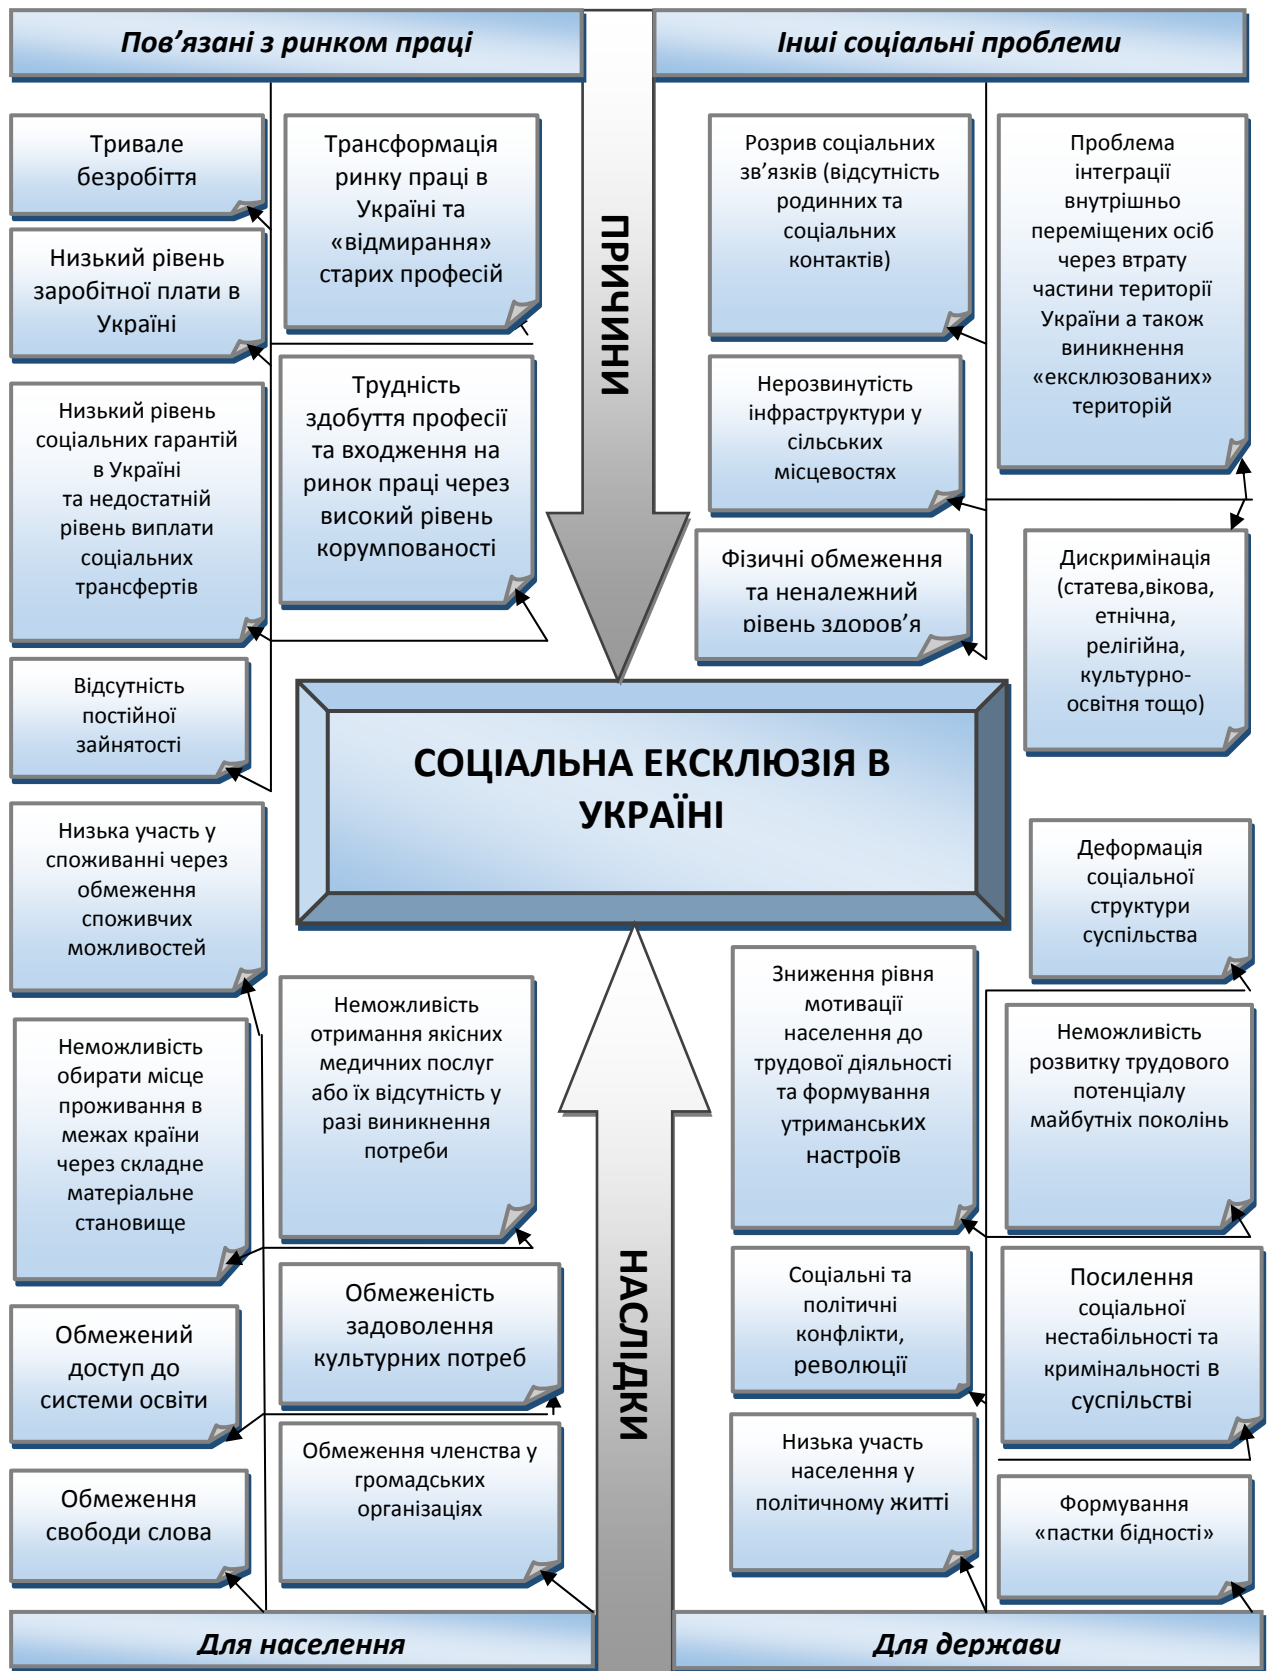 Пов’язані з ринком праці
Інші соціальні проблеми
Тривале
безробіття
Трансформація
ринку праці в
Україні та
«відмирання»
старих професій
Низький рівень
заробітної плати в
Україні
Трудність
здобуття професії
та входження на
ринок праці через
високий рівень
корумпованості
Низький рівень
соціальних гарантій
в Україні
та недостатній
рівень виплати
соціальних
трансфертів
Відсутність
постійної
зайнятості
ПРИЧИНИ
Розрив соціальних
зв’язків (відсутність
родинних та
соціальних
контактів)
Проблема
інтеграції
внутрішньо
переміщених осіб
через втрату
частини території
України а також
виникнення
«ексклюзованих»
територій
Нерозвинутість
інфраструктури у
сільських
місцевостях
Фізичні обмеження
та неналежний
рівень здоров’я
Дискримінація
(статева,вікова,
етнічна,
релігійна,
культурно-
освітня тощо)
СОЦІАЛЬНА ЕКСКЛЮЗІЯ В
УКРАЇНІ
Низька участь у
споживанні через
обмеження
споживчих
можливостей
Неможливість
отримання якісних
медичних послуг
або їх відсутність у
разі виникнення
потреби
Неможливість
обирати місце
проживання в
межах країни
через складне
матеріальне
становище
Обмеженість
задоволення
культурних потреб
Обмежений
доступ до
системи освіти
Обмеження членства у
громадських
організаціях
Обмеження
свободи слова
НАСЛІДКИ
Деформація
соціальної
структури
суспільства
Зниження рівня
мотивації
населення до
трудової діяльності
та формування
утриманських
настроїв
Неможливість
розвитку трудового
потенціалу
майбутніх поколінь
Соціальні та
політичні
конфлікти,
революції
Посилення
соціальної
нестабільності та
кримінальності в
суспільстві
Низька участь
населення у
політичному житті
Формування
«пастки бідності»
Для населення
Для держави